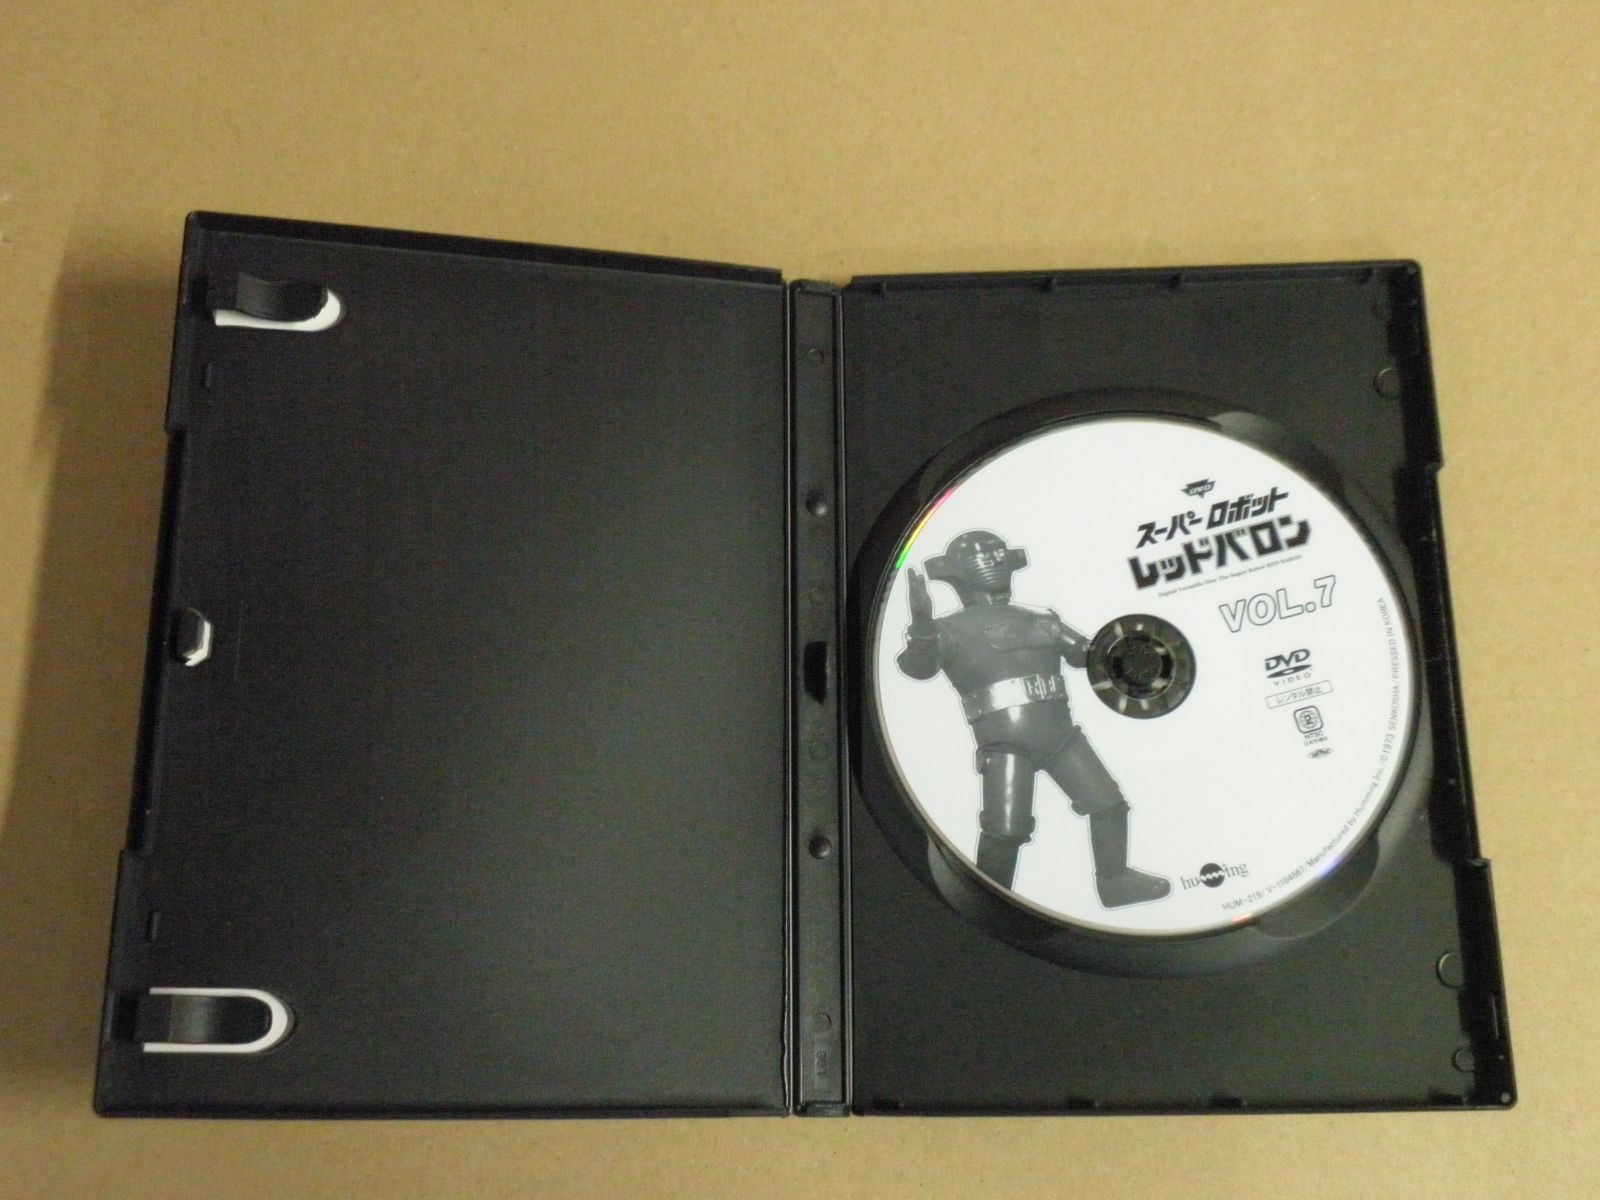 DVD
スーパーロボット
レッドバロン
Digital Versatile Disc The Super Robot RED BARON
VOL.7
DVD
VIDEO
レンタル禁止
2
NTSC
humming
HUM-219/V-1104867/Manufactured by Humming Inc./©1973 SENKOSHA/PRESSED IN KOREA